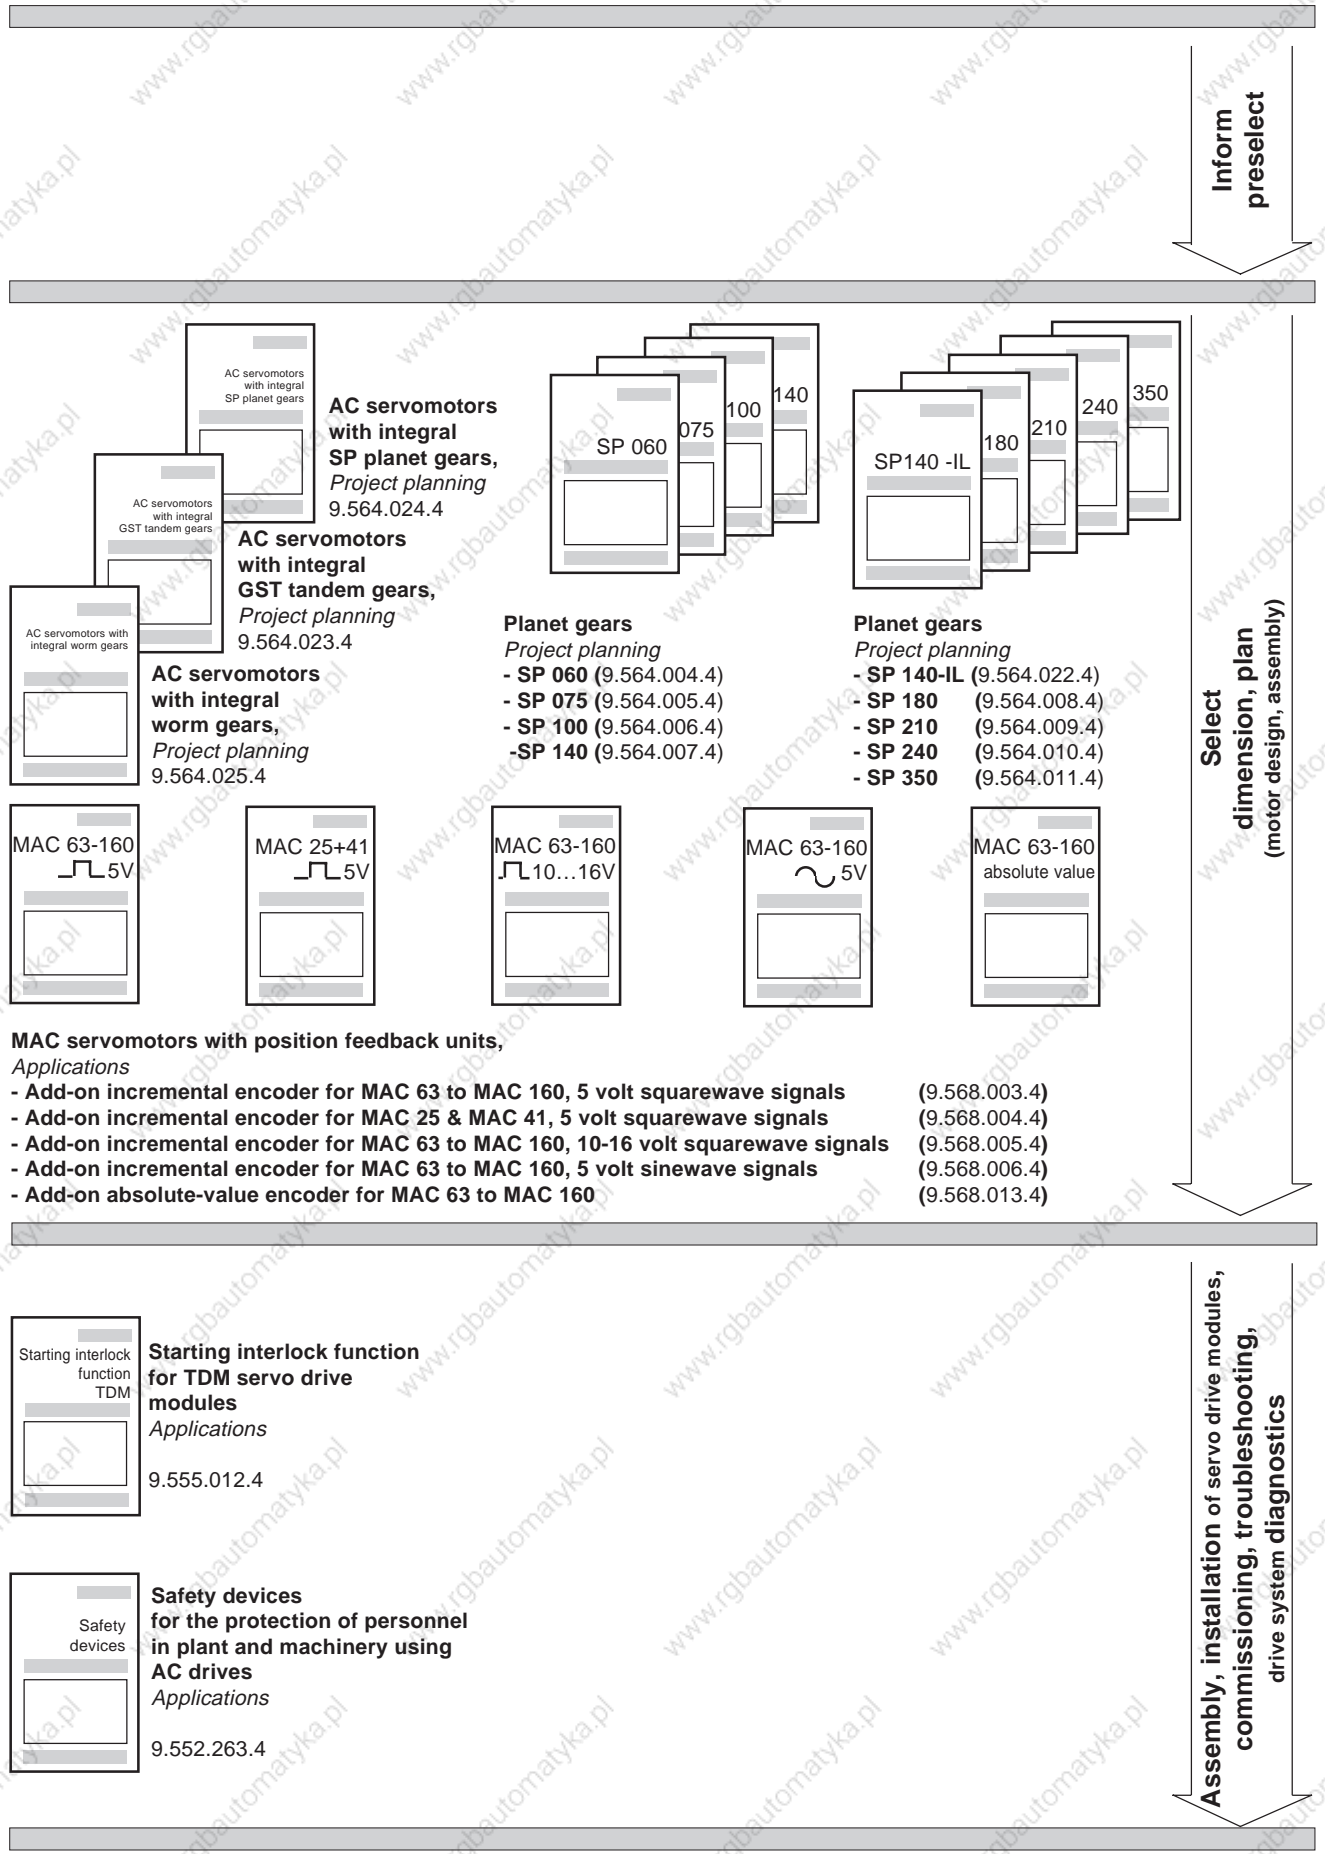 Inform
preselect
AC servomotors
with integral
SP planet gears
AC servomotors
with integral
SP planet gears,
Project planning
9.564.024.4
AC servomotors
with integral
GST tandem gears
AC servomotors
with integral
GST tandem gears,
Project planning
9.564.023.4
AC servomotors with
integral worm gears
AC servomotors
with integral
worm gears,
Project planning
9.564.025.4
SP 060
075
100
140
Planet gears
Project planning
- SP 060 (9.564.004.4)
- SP 075 (9.564.005.4)
- SP 100 (9.564.006.4)
-SP 140 (9.564.007.4)
SP140 -IL
180
210
240
350
Planet gears
Project planning
- SP 140-IL (9.564.022.4)
- SP 180 (9.564.008.4)
- SP 210 (9.564.009.4)
- SP 240 (9.564.010.4)
- SP 350 (9.564.011.4)
Select
dimension, plan
(motor design, assembly)
MAC 63-160
5V
MAC 25+41
5V
MAC 63-160
10...16V
MAC 63-160
5V
MAC 63-160
absolute value
MAC servomotors with position feedback units,
Applications
- Add-on incremental encoder for MAC 63 to MAC 160, 5 volt squarewave signals (9.568.003.4)
- Add-on incremental encoder for MAC 25 & MAC 41, 5 volt squarewave signals (9.568.004.4)
- Add-on incremental encoder for MAC 63 to MAC 160, 10-16 volt squarewave signals (9.568.005.4)
- Add-on incremental encoder for MAC 63 to MAC 160, 5 volt sinewave signals (9.568.006.4)
- Add-on absolute-value encoder for MAC 63 to MAC 160 (9.568.013.4)
Starting interlock
function
TDM
Starting interlock function
for TDM servo drive
modules
Applications
9.555.012.4
Safety
devices
Safety devices
for the protection of personnel
in plant and machinery using
AC drives
Applications
9.552.263.4
Assembly, installation of servo drive modules,
commissioning, troubleshooting,
drive system diagnostics
www.rgbautomatyka.pl